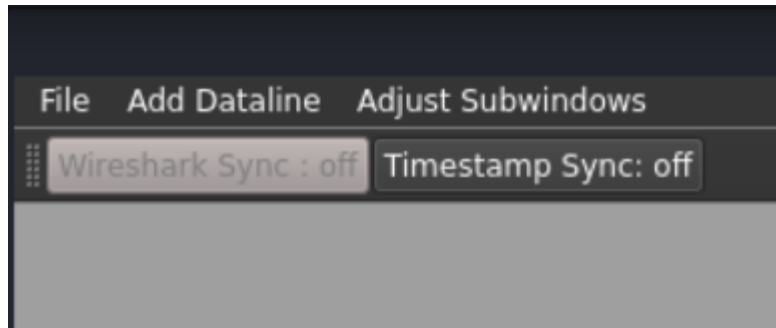 File Add Dataline Adjust Subwindows
Wireshark Sync : off Timestamp Sync: off